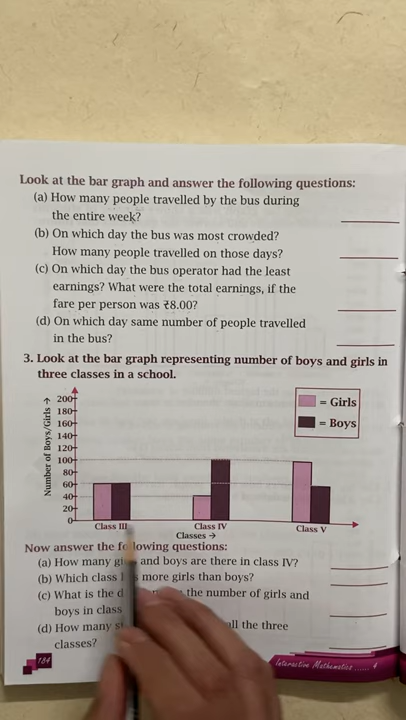 Look at the bar graph and answer the following questions:
(a) How many people travelled by the bus during
the entire week?
(b) On which day the bus was most crowded?
How many people travelled on those days?
(c) On which day the bus operator had the least
earnings? What were the total earnings, if the
fare per person was ₹8.00?
(d) On which day same number of people travelled
in the bus?
3. Look at the bar graph representing number of boys and girls in
three classes in a school.
Number of Boys/Girls →
200
180
160
140
120
100
80
60
40
20
0
= Girls
= Boys
Class III
Class IV
Class V
Classes →
Now answer the following questions:
(a) How many and boys are there in class IV?
(b) Which class more girls than boys?
(c) What is the the number of girls and
boys in class
(d) How many all the three
classes?
184
Interactive Mathematics ...... 4